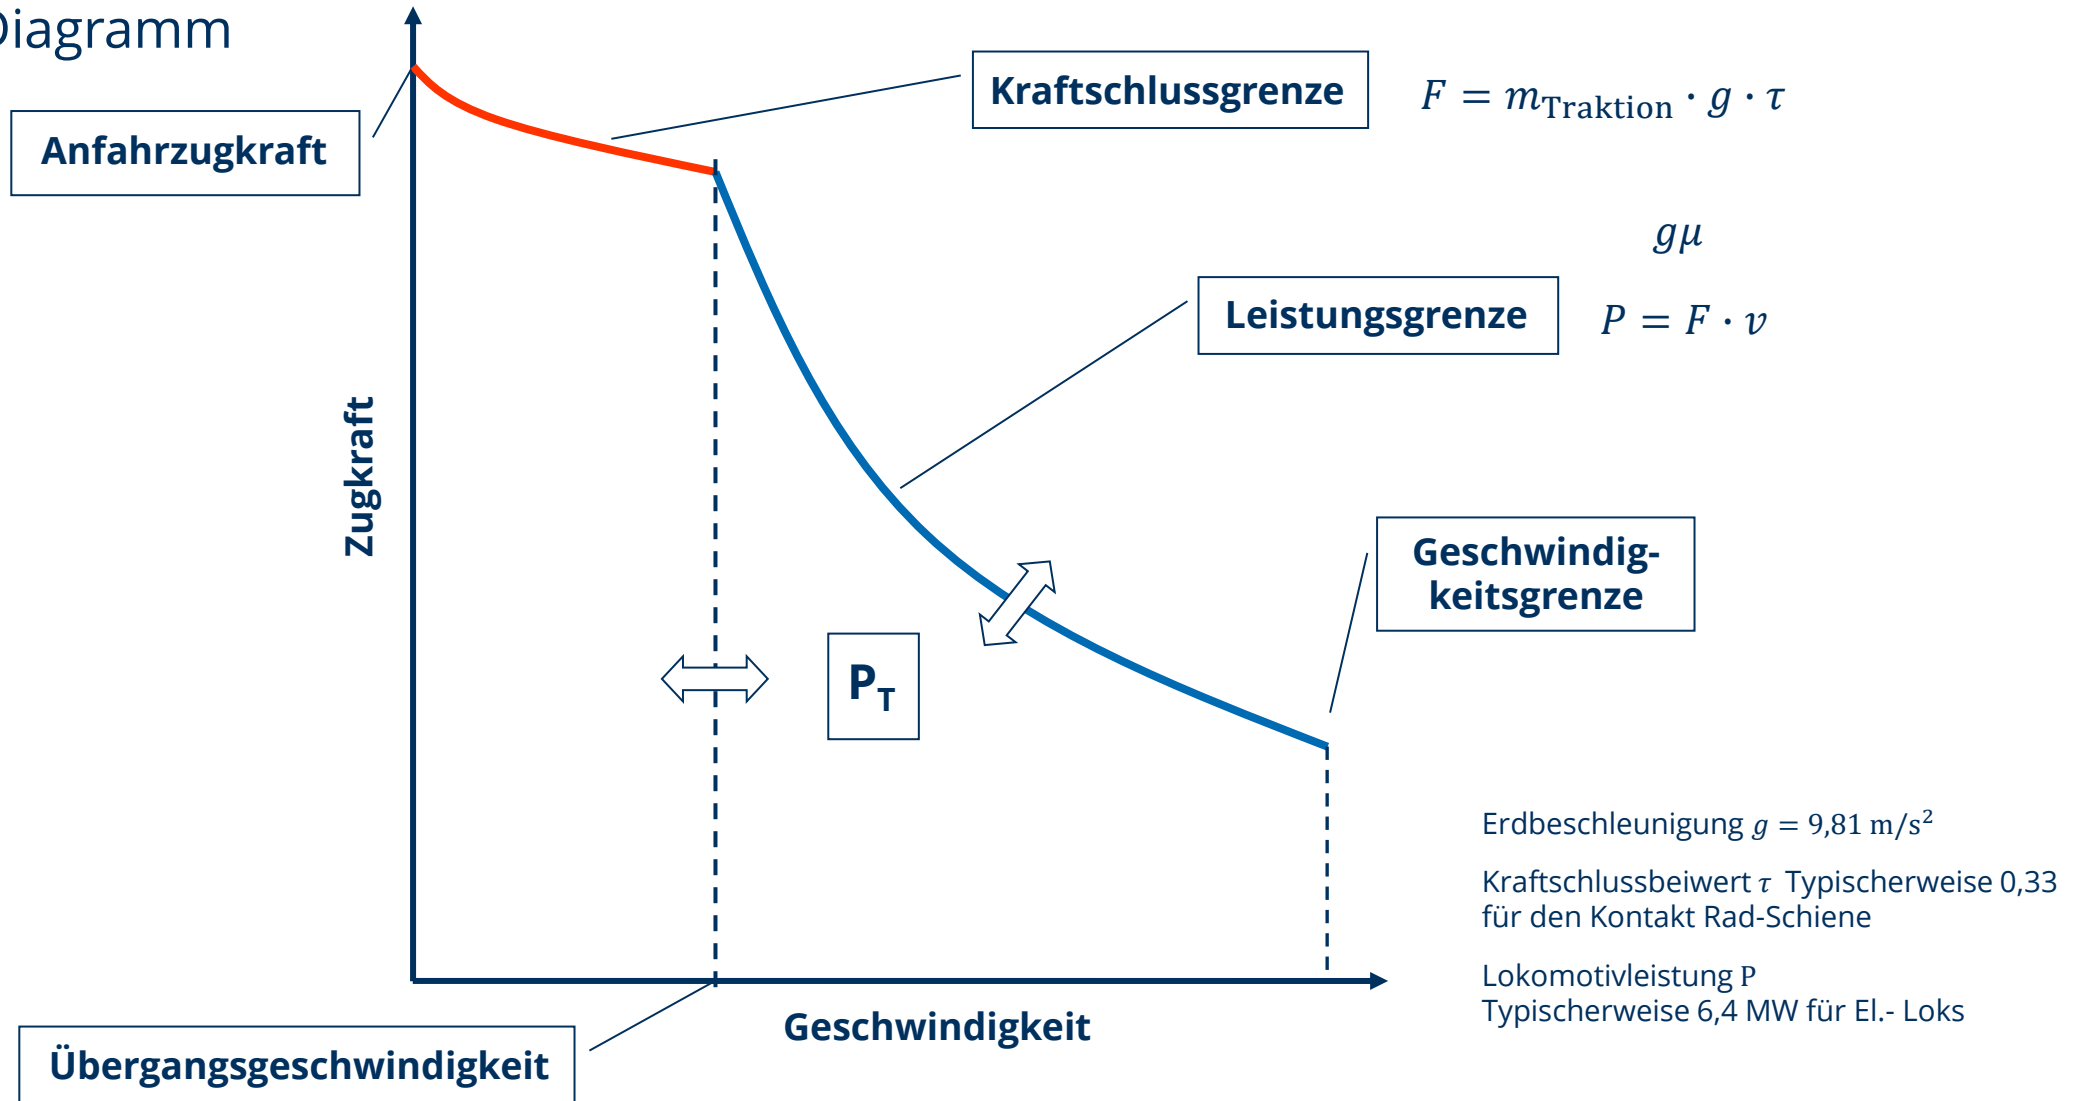 Diagramm
Kraftschlussgrenze
F = m_Traktion · g · τ
Anfahrzugkraft
gμ
Leistungsgrenze
P = F · v
Zugkraft
Geschwindig-
keitsgrenze
P_T
Erdbeschleunigung g = 9,81 m/s²
Kraftschlussbeiwert τ Typischerweise 0,33
für den Kontakt Rad-Schiene
Lokomotivleistung P
Typischerweise 6,4 MW für El.- Loks
Geschwindigkeit
Übergangsgeschwindigkeit